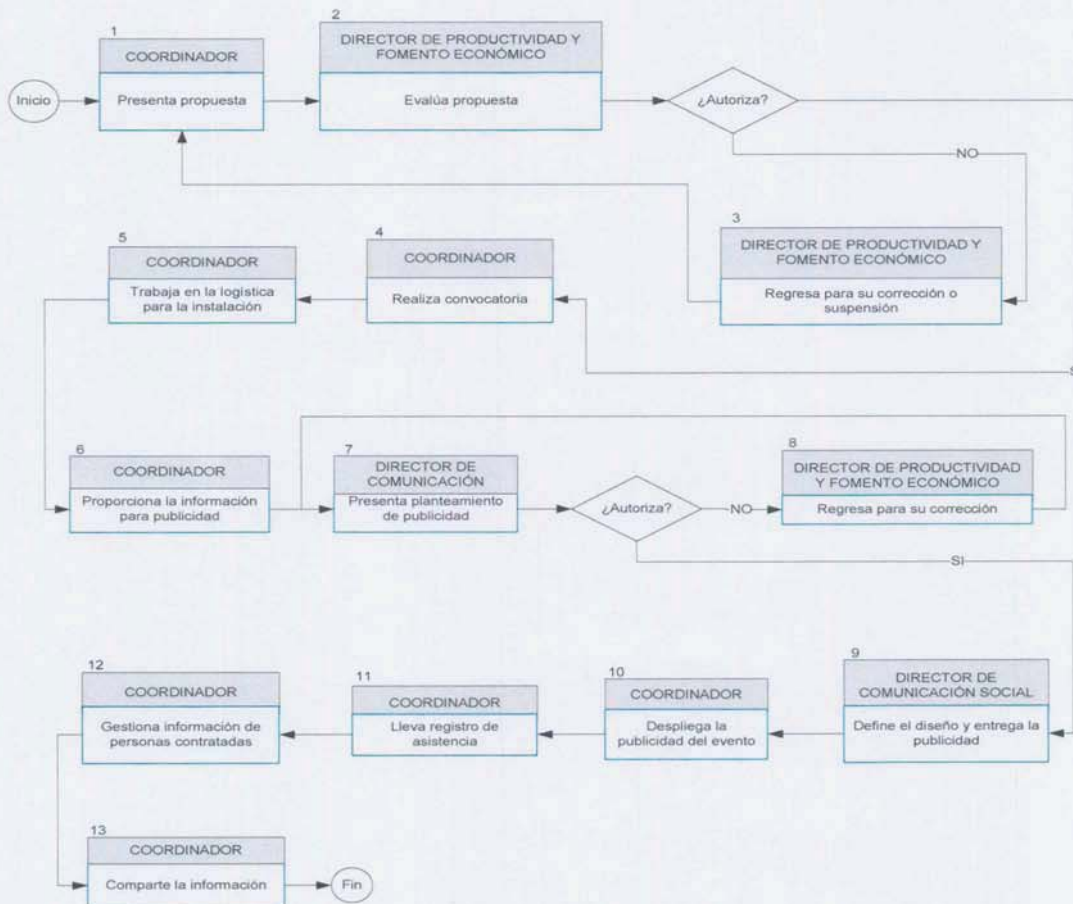 1
COORDINADOR
Presenta propuesta
Inicio
2
DIRECTOR DE PRODUCTIVIDAD Y
FOMENTO ECONÓMICO
Evalúa propuesta
¿Autoriza?
NO
3
DIRECTOR DE PRODUCTIVIDAD Y
FOMENTO ECONÓMICO
Regresa para su corrección o
suspensión
4
COORDINADOR
Realiza convocatoria
5
COORDINADOR
Trabaja en la logística
para la instalación
6
COORDINADOR
Proporciona la información
para publicidad
7
DIRECTOR DE
COMUNICACIÓN
Presenta planteamiento
de publicidad
¿Autoriza?
NO
8
DIRECTOR DE PRODUCTIVIDAD
Y FOMENTO ECONÓMICO
Regresa para su corrección
SI
9
DIRECTOR DE
COMUNICACIÓN SOCIAL
Define el diseño y entrega la
publicidad
10
COORDINADOR
Despliega la
publicidad del evento
11
COORDINADOR
Lleva registro de
asistencia
12
COORDINADOR
Gestiona información de
personas contratadas
13
COORDINADOR
Comparte la información
Fin